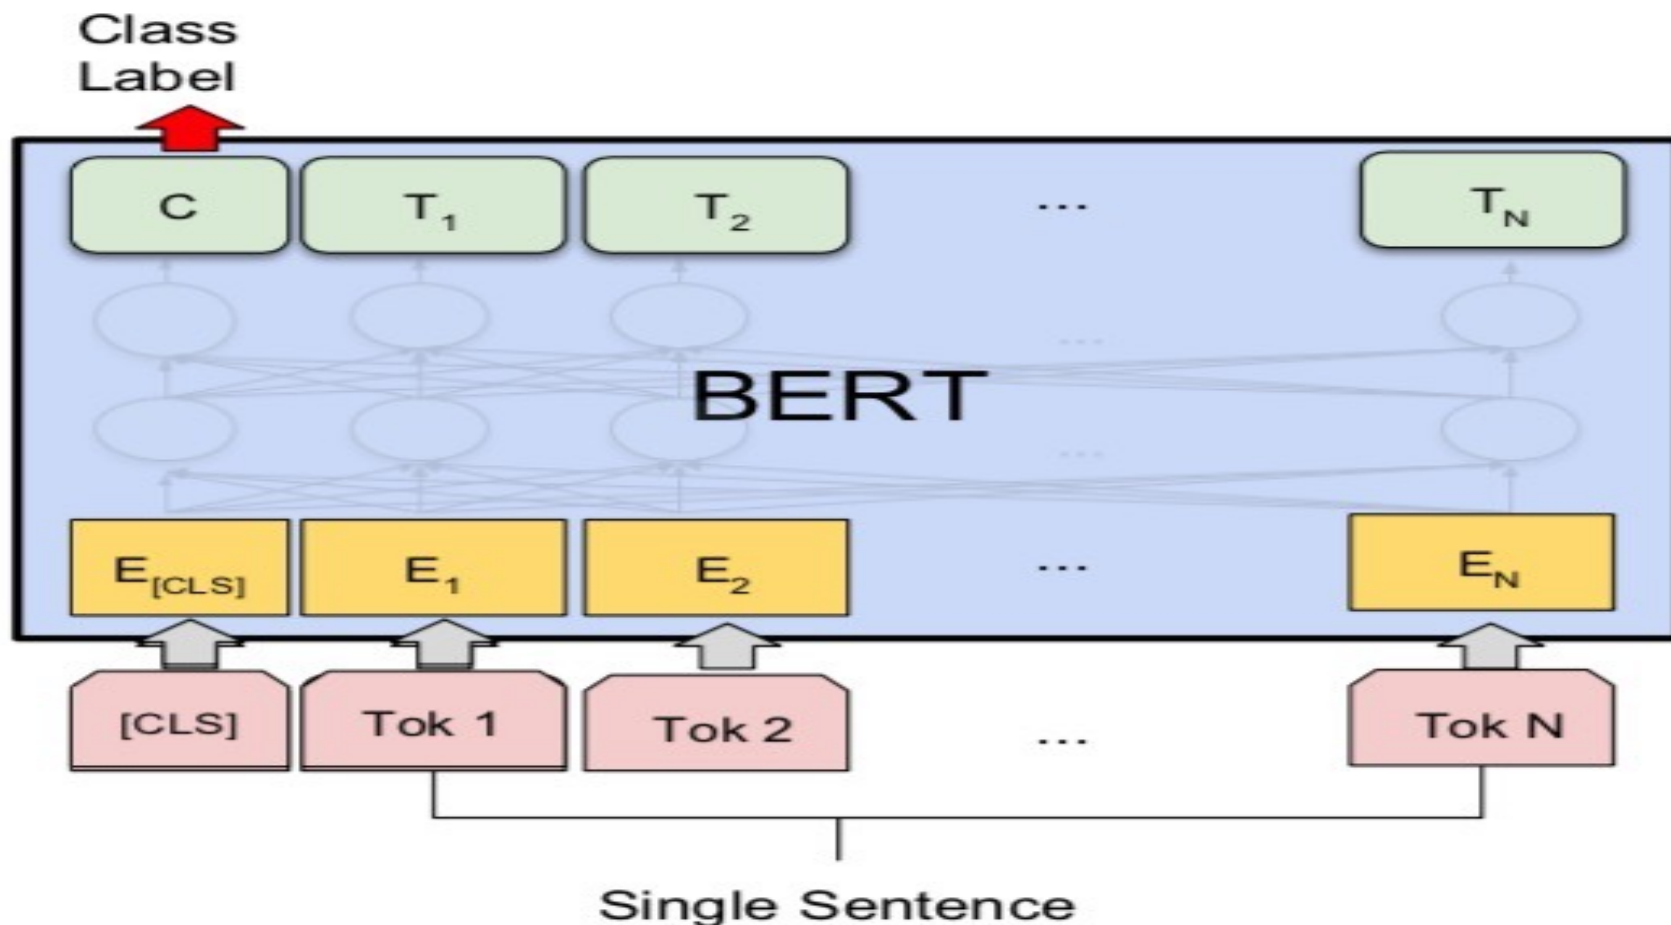 Class
Label
C T1 T2 ... TN
...
BERT
...
E[CLS] E1 E2 ... EN
[CLS] Tok 1 Tok 2 ... Tok N
Single Sentence